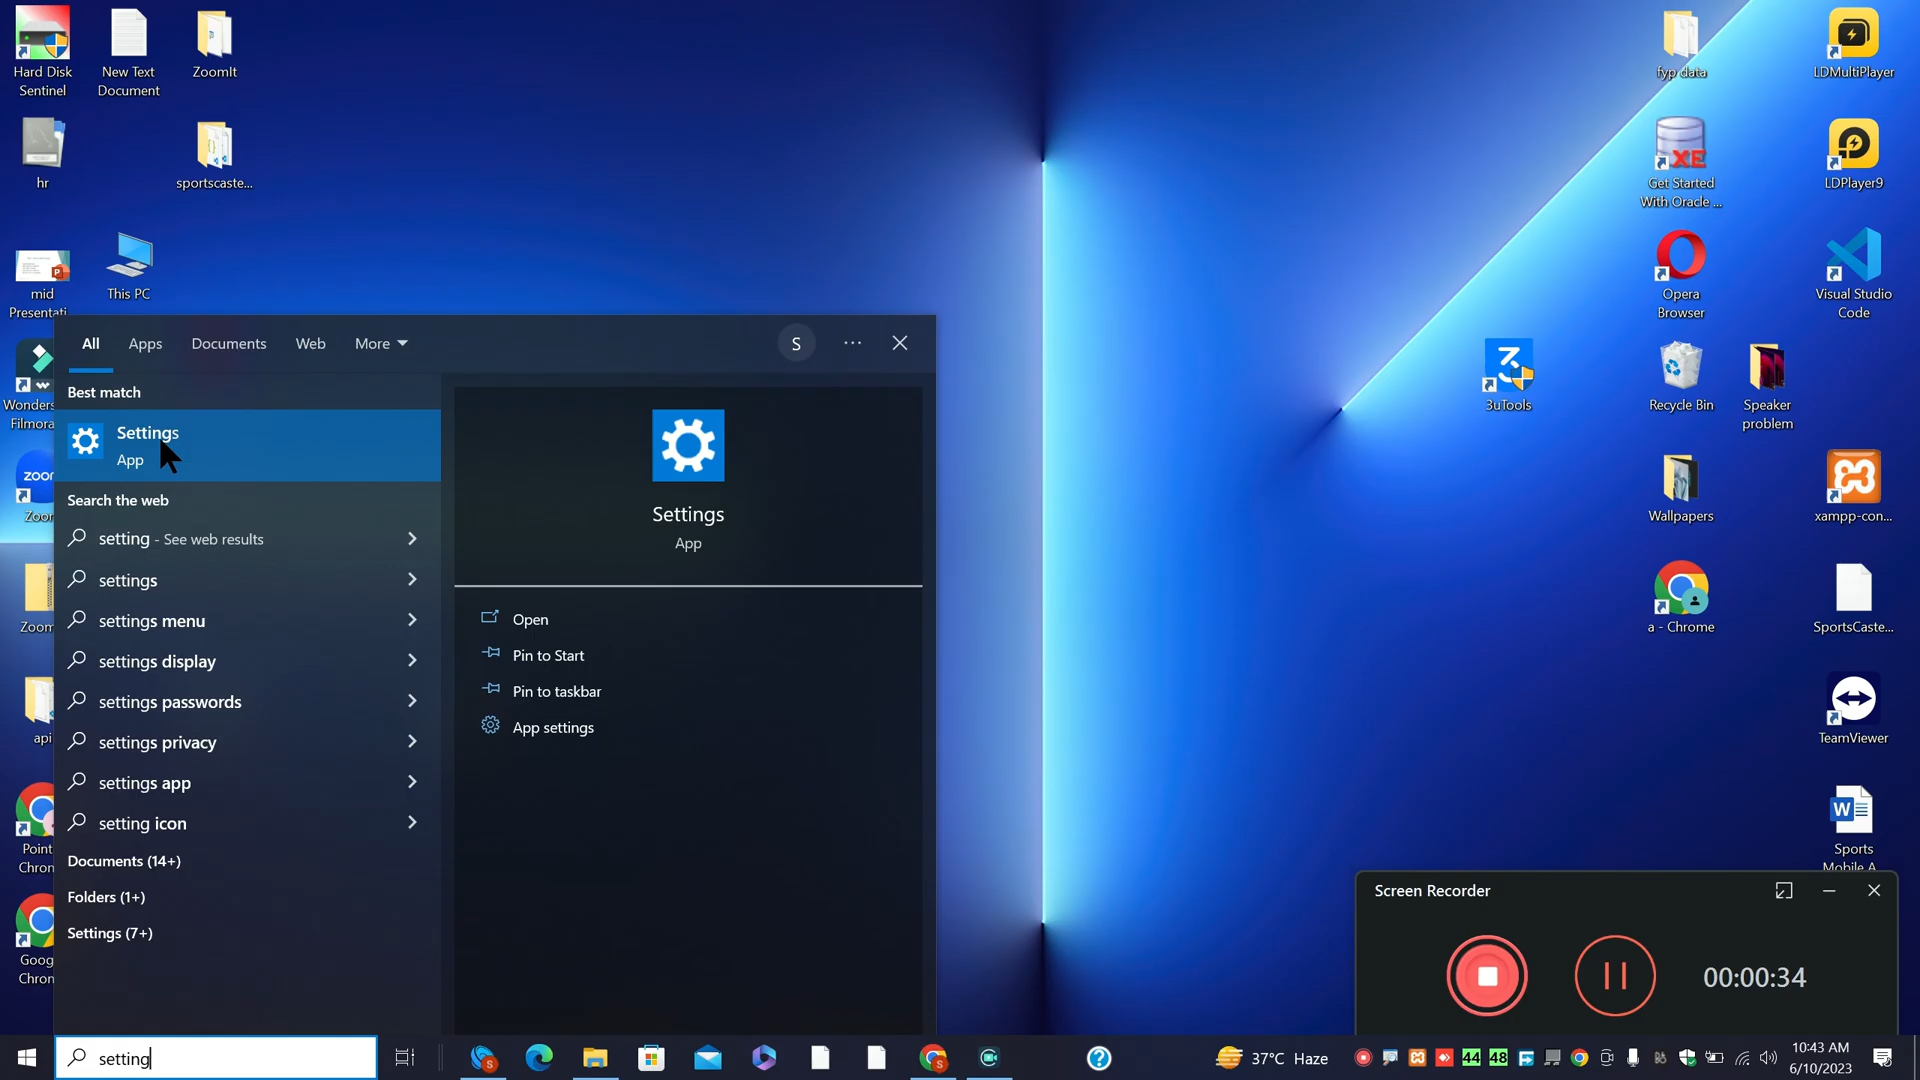 Hard Disk
Sentinel
New Text
Document
ZoomIt
hr
sportscaste...
mid
Presentati...
This PC
Wonders
Filmora
Zoom
api
Point
Chron
Goog
Chron
fyp data
LDMultiPlayer
Get Started
With Oracle ...
LDPlayer9
Opera
Browser
Visual Studio
Code
3uTools
Recycle Bin
Speaker
problem
Wallpapers
xampp-con...
a - Chrome
SportsCaste...
TeamViewer
Sports
Mobile A...
All
Apps
Documents
Web
More
S
Best match
Settings
App
Search the web
setting - See web results
settings
settings menu
settings display
settings passwords
settings privacy
settings app
setting icon
Documents (14+)
Folders (1+)
Settings (7+)
Settings
App
Open
Pin to Start
Pin to taskbar
App settings
Screen Recorder
00:00:34
setting
37°C Haze
44
48
10:43 AM
6/10/2023